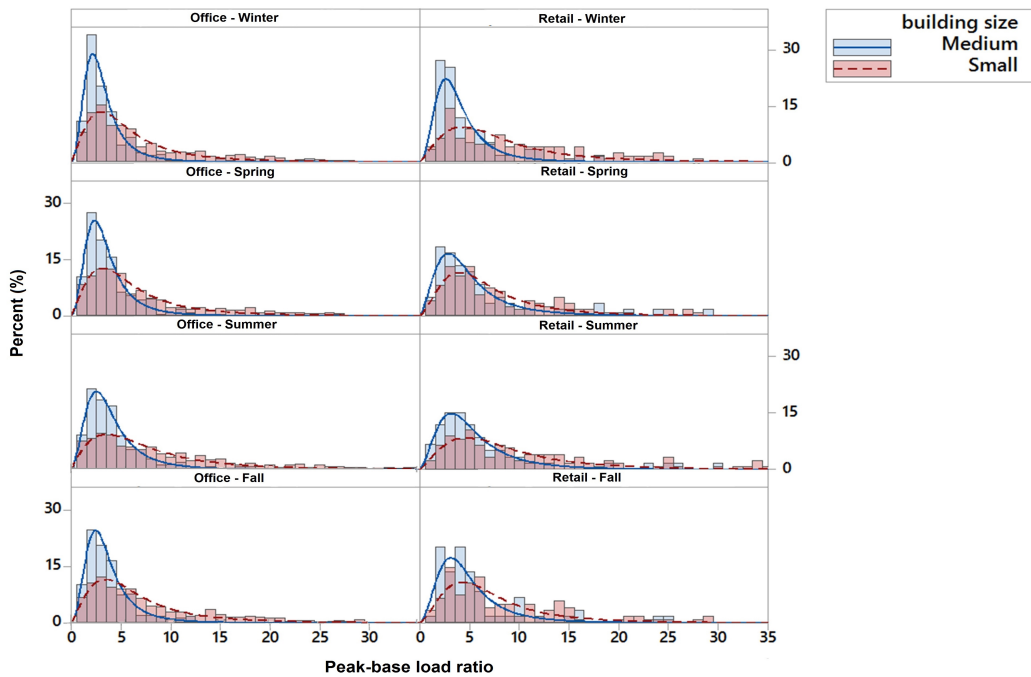 Office - Winter
Retail - Winter
building size
Medium
Small
30
15
0
Office - Spring
Retail - Spring
30
15
0
Office - Summer
Retail - Summer
30
15
0
Office - Fall
Retail - Fall
30
15
0
0 5 10 20 30 0 5 10 15 20 25 30 35
Peak-base load ratio
Percent (%)